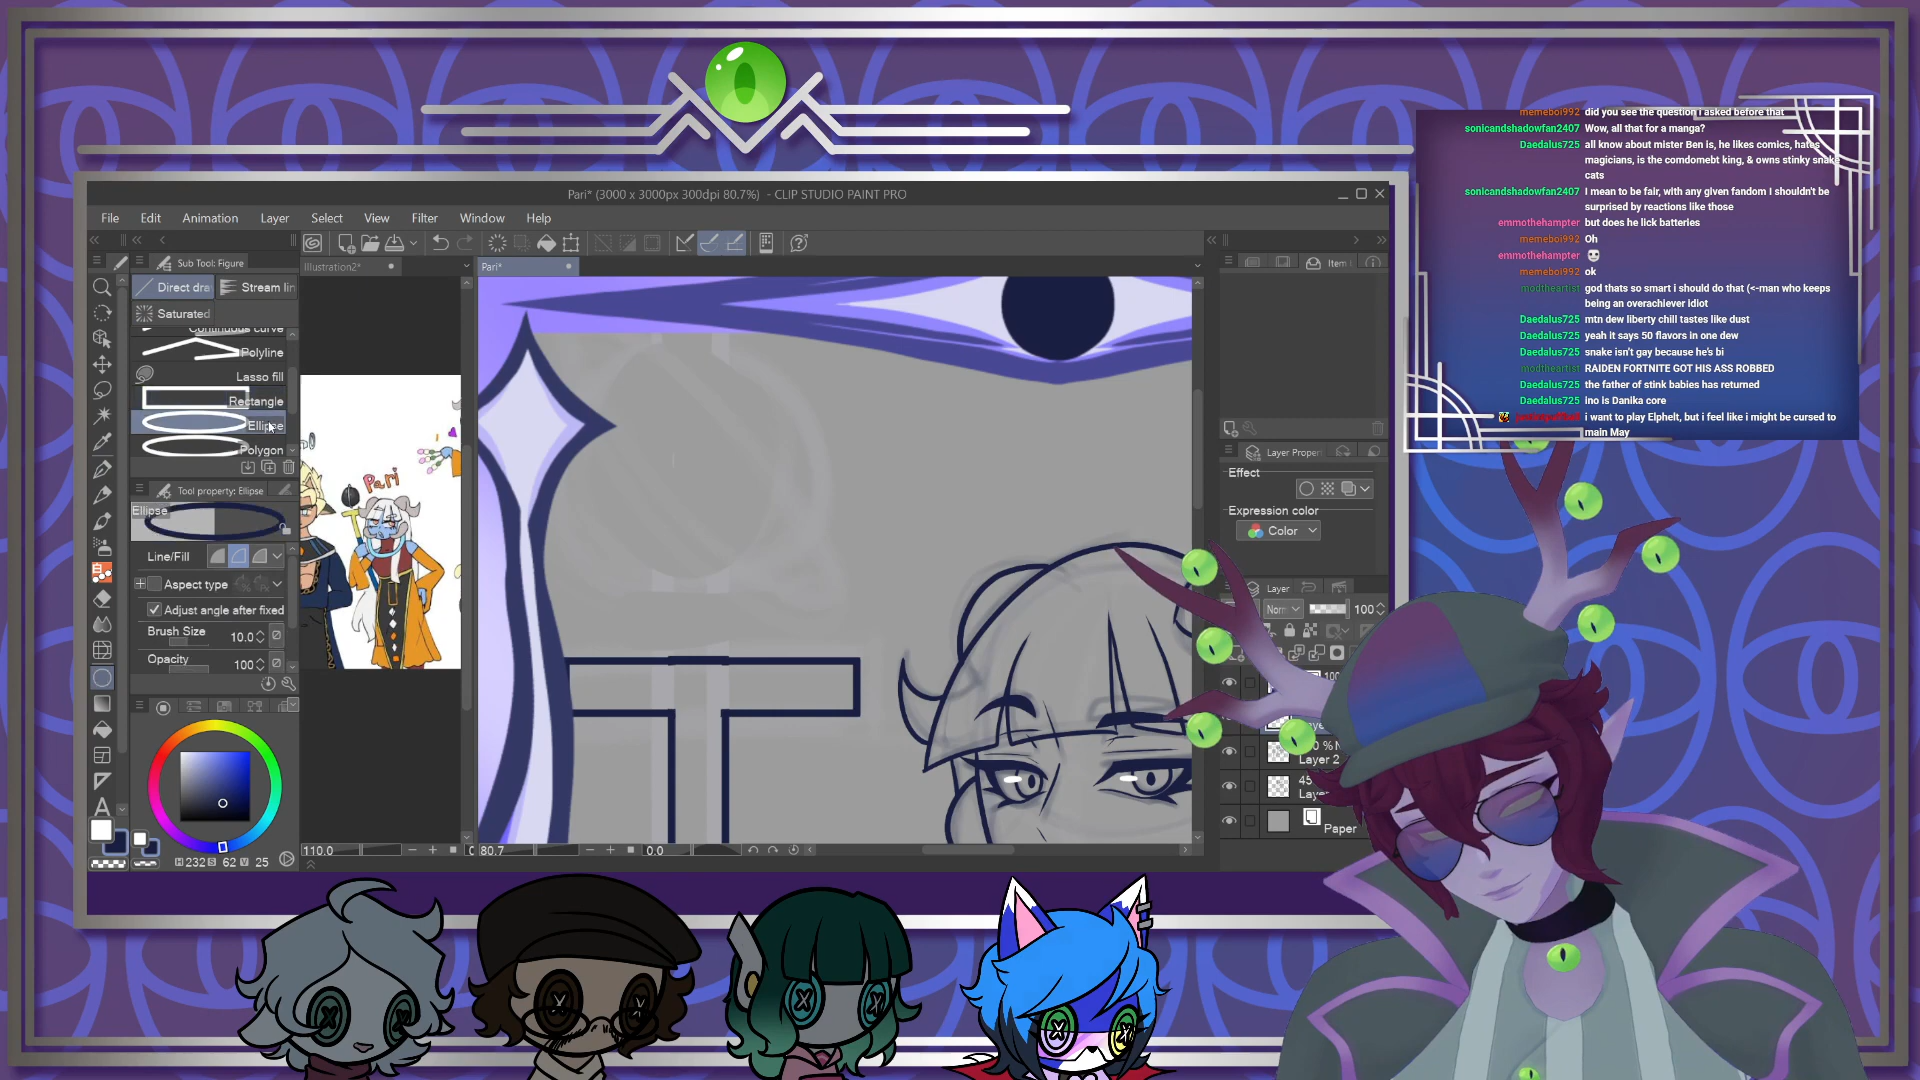 Pari* (3000 x 3000px 300dpi 80.7%) - CLIP STUDIO PAINT PRO
File Edit Animation Layer Select View Filter Window Help
Sub Tool: Figure
Illustration2*
Pari*
Item
Direct dra
Stream lin
Saturated
Continuous curve
Polyline
Lasso fill
Rectangle
Ellipse
Polygon
Tool property: Ellipse
Ellipse
Line/Fill
Aspect type
Adjust angle after fixed
Brush Size 10.0
Opacity 100
H 232 S 62 V 25
Pari
110.0
80.7
0.0
Layer Proper
Effect
Expression color
Color
Layer
Norm
100
Layer 2
45
Paper
memeboi992 did you see the question I asked before that
sonicandshadowfan2407 Wow, all that for a manga?
Daedalus725 all know about mister Ben is, he likes comics, hates
magicians, is the comdomebt king, & owns stinky snake
cats
sonicandshadowfan2407 I mean to be fair, with any given fandom I shouldn't be
surprised by reactions like those
emmothehampter but does he lick batteries
memeboi992 Oh
emmothehampter
memeboi992 ok
modtheartist god thats so smart i should do that (<-man who keeps
being an overachiever idiot
Daedalus725 mtn dew liberty chill tastes like dust
Daedalus725 yeah it says 50 flavors in one dew
Daedalus725 snake isn't gay because he's bi
modtheartist RAIDEN FORTNITE GOT HIS ASS ROBBED
Daedalus725 the father of stink babies has returned
Daedalus725 ino is Danika core
i want to play Elphelt, but i feel like i might be cursed to
main May